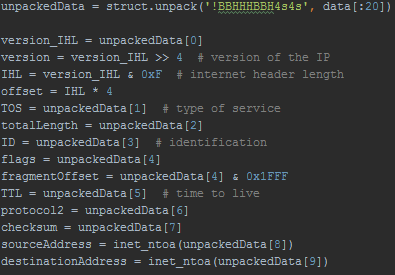 unpackedData = struct.unpack('!BBHHHBBH4s4s', data[:20])
version_IHL = unpackedData[0]
version = version_IHL >> 4  # version of the IP
IHL = version_IHL & 0xF  # internet header length
offset = IHL * 4
TOS = unpackedData[1]  # type of service
totalLength = unpackedData[2]
ID = unpackedData[3]  # identification
flags = unpackedData[4]
fragmentOffset = unpackedData[4] & 0x1FFF
TTL = unpackedData[5]  # time to live
protocol2 = unpackedData[6]
checksum = unpackedData[7]
sourceAddress = inet_ntoa(unpackedData[8])
destinationAddress = inet_ntoa(unpackedData[9])